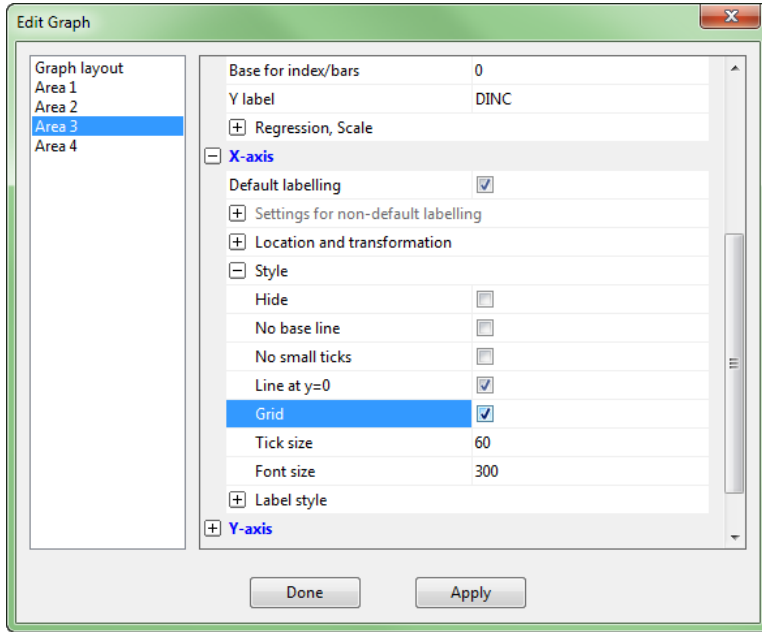 Edit Graph
Graph layout
Area 1
Area 2
Area 3
Area 4
Base for index/bars 0
Y label DINC
Regression, Scale
X-axis
Default labelling
Settings for non-default labelling
Location and transformation
Style
Hide
No base line
No small ticks
Line at y=0
Grid
Tick size 60
Font size 300
Label style
Y-axis
Done Apply